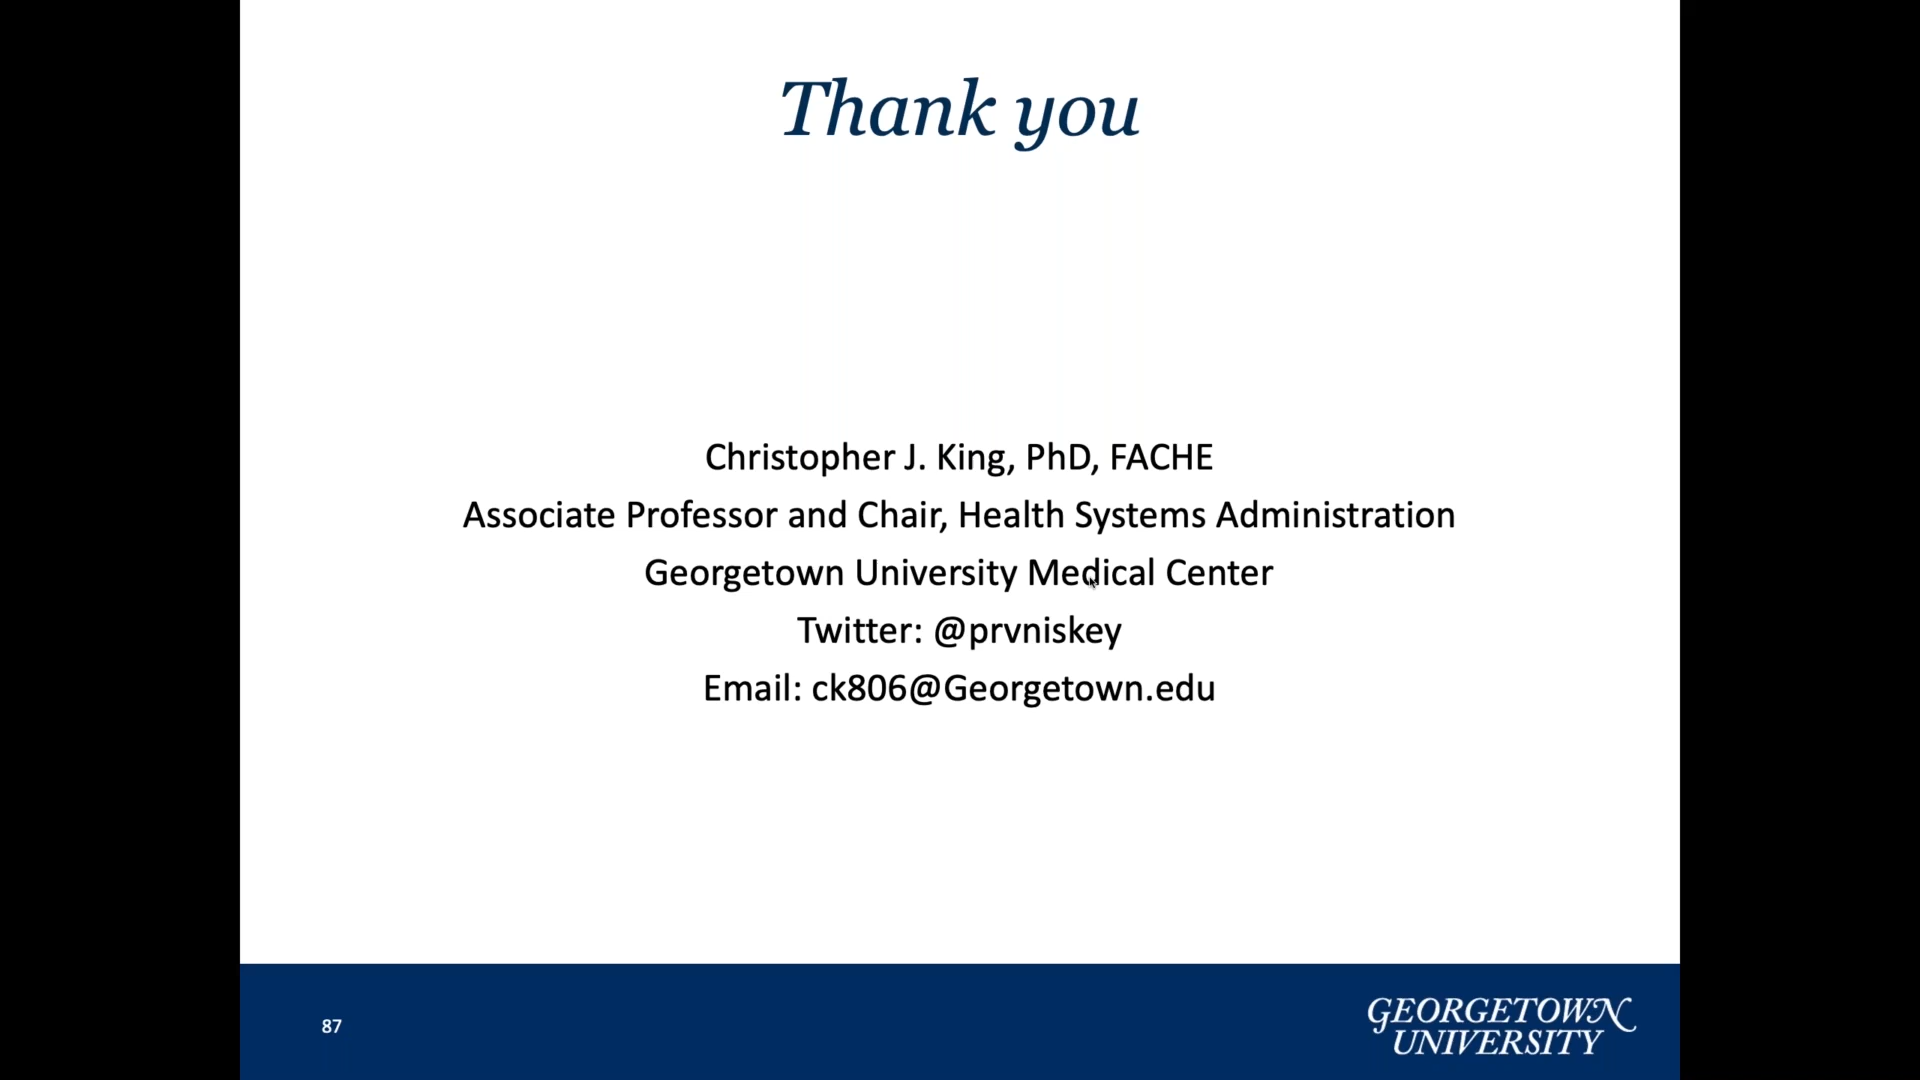 Thank you
Christopher J. King, PhD, FACHE
Associate Professor and Chair, Health Systems Administration
Georgetown University Medical Center
Twitter: @prvniskey
Email: ck806@Georgetown.edu
87
GEORGETOWN
UNIVERSITY